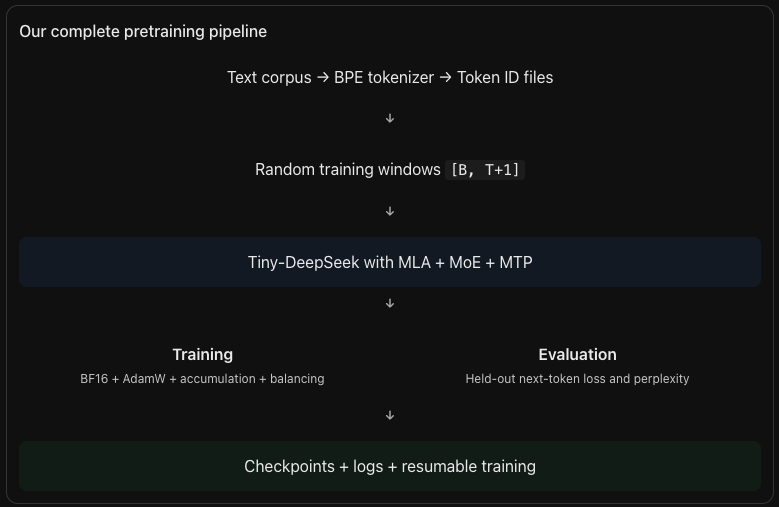 Our complete pretraining pipeline
Text corpus → BPE tokenizer → Token ID files
↓
Random training windows [B, T+1]
↓
Tiny-DeepSeek with MLA + MoE + MTP
↓
Training
BF16 + AdamW + accumulation + balancing
Evaluation
Held-out next-token loss and perplexity
↓
Checkpoints + logs + resumable training